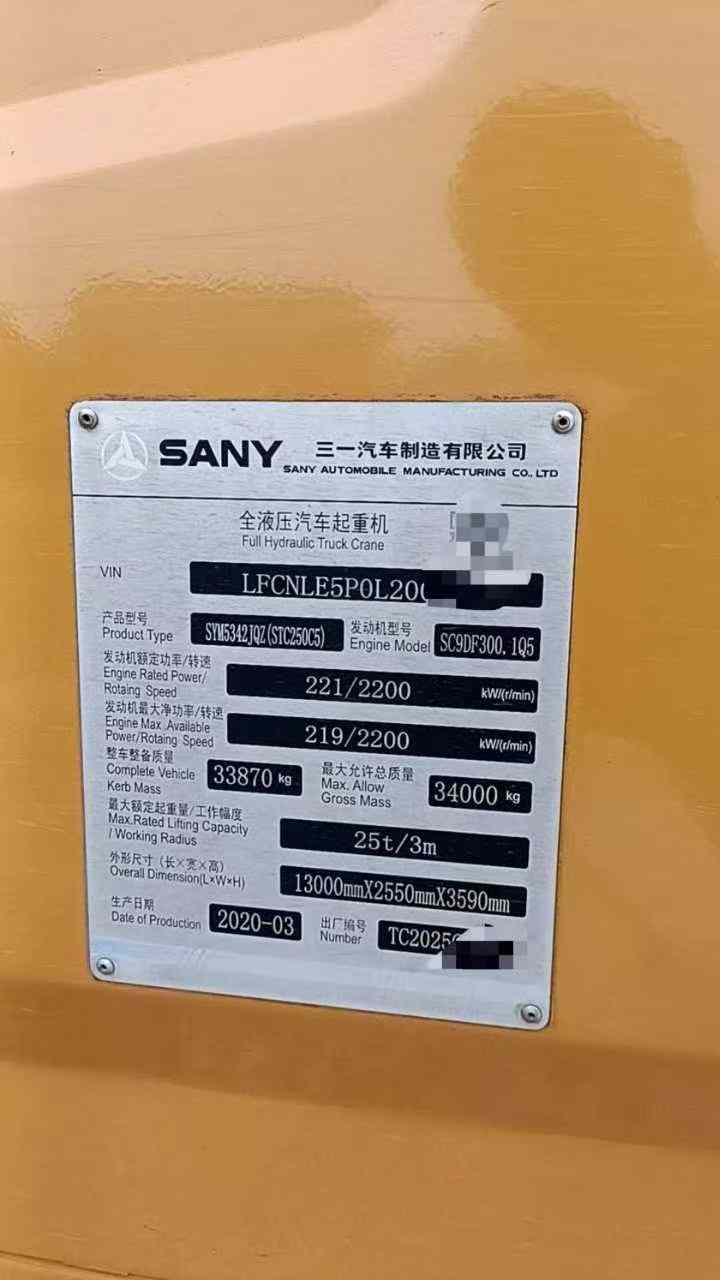 SANY 三一汽车制造有限公司
SANY AUTOMOBILE MANUFACTURING CO., LTD
全液压汽车起重机
Full Hydraulic Truck Crane
VIN LFCNLE5P0L20
产品型号 发动机型号
Product Type SYM5342JQZ(STC250C5) Engine Model SC9DF300.1Q5
发动机额定功率/转速
Engine Rated Power/
Rotaing Speed 221/2200 kW/(r/min)
发动机最大净功率/转速
Engine Max .Available
Power/Rotaing Speed 219/2200 kW/(r/min)
整车整备质量 最大允许总质量
Complete Vehicle 33870 kg Max. Allow 34000 kg
Kerb Mass Gross Mass
最大额定起重量/工作幅度
Max.Rated Lifting Capacity
/ Working Radius 25t/3m
外形尺寸（长×宽×高）
Overall Dimension(L×W×H) 13000mmX2550mmX3590mm
生产日期 出厂编号
Date of Production 2020-03 Number TC2025